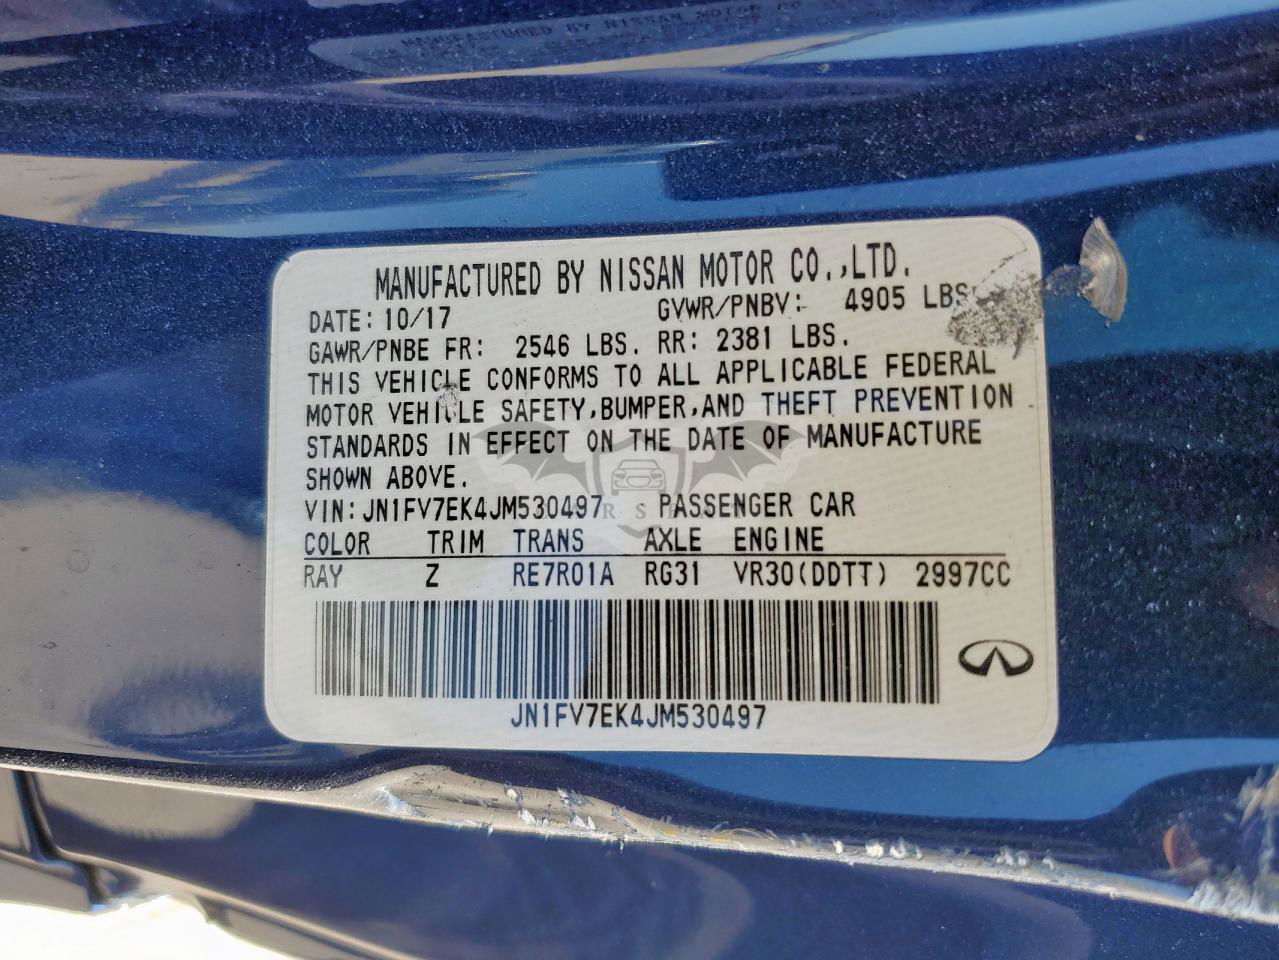 MANUFACTURED BY NISSAN MOTOR CO.,LTD.
DATE: 10/17 GVWR/PNBV: 4905 LBS
GAWR/PNBE FR: 2546 LBS. RR: 2381 LBS.
THIS VEHICLE CONFORMS TO ALL APPLICABLE FEDERAL
MOTOR VEHICLE SAFETY,BUMPER,AND THEFT PREVENTION
STANDARDS IN EFFECT ON THE DATE OF MANUFACTURE
SHOWN ABOVE.
VIN: JN1FV7EK4JM530497 PASSENGER CAR
COLOR TRIM TRANS AXLE ENGINE
RAY Z RE7R01A RG31 VR30(DDTT) 2997CC
JN1FV7EK4JM530497